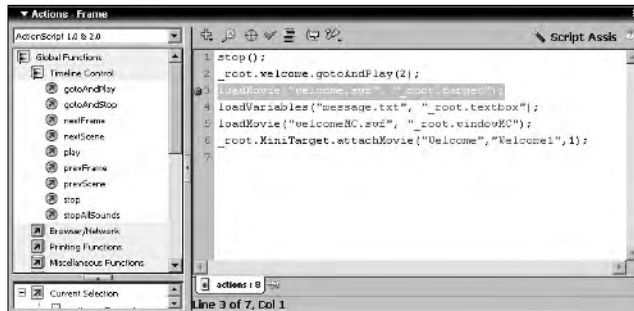 Actions - Frame
ActionScript 1.0 & 2.0
Script Assis
Global Functions
Timeline Control
gotoAndPlay
gotoAndStop
nextFrame
nextScene
play
prevFrame
prevScene
stop
stopAllSounds
Browser/Network
Printing Functions
Miscellaneous Functions
Current Selection
1 stop();
2 _root.welcome.gotoAndPlay(2);
3 loadMovie("welcome.swf", "_root.target");
4 loadVariables("message.txt", "_root.textbox");
5 loadMovie("welcomeMC.swf", "_root.windowMC");
6 _root.MiniTarget.attachMovie("Welcome","Welcome1",1);
7
actions : 8
Line 3 of 7, Col 1